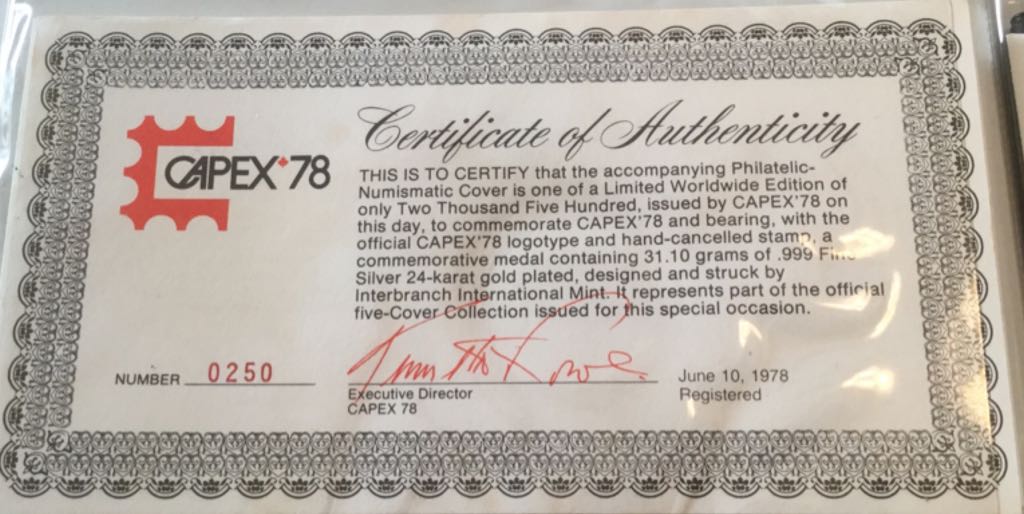 CAPEX'78
Certificate of Authenticity
THIS IS TO CERTIFY that the accompanying Philatelic-
Numismatic Cover is one of a Limited Worldwide Edition of
only Two Thousand Five Hundred, issued by CAPEX'78 on
this day, to commemorate CAPEX'78 and bearing, with the
official CAPEX'78 logotype and hand-cancelled stamp, a
commemorative medal containing 31.10 grams of .999 Fine
Silver 24-karat gold plated, designed and struck by
Interbranch International Mint. It represents part of the official
five-Cover Collection issued for this special occasion.
NUMBER 0250
Executive Director
CAPEX 78
June 10, 1978
Registered